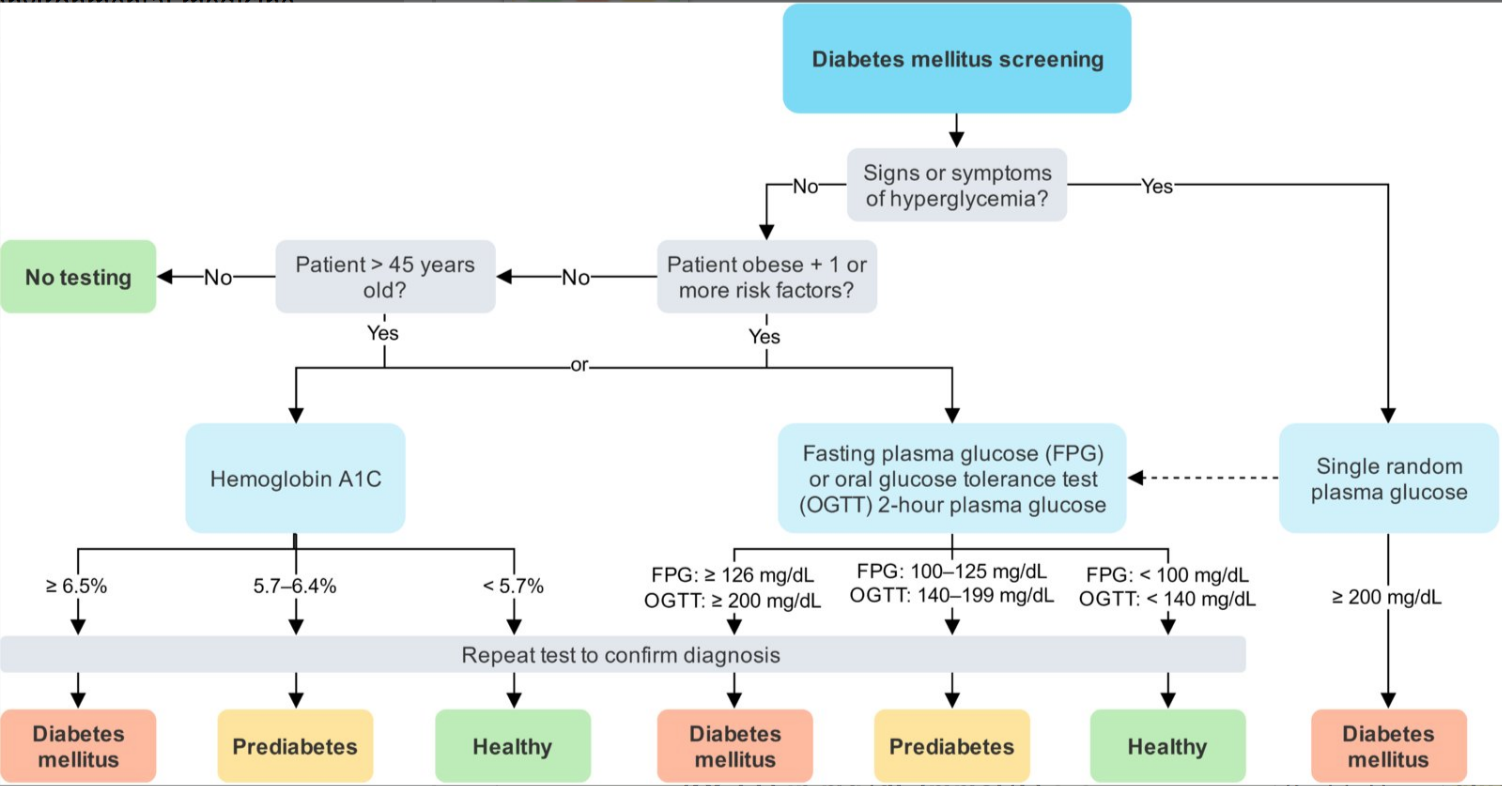 Diabetes mellitus screening
Signs or symptoms
of hyperglycemia?
No
Yes
No testing
No
Patient > 45 years
old?
No
Patient obese + 1 or
more risk factors?
Yes
Yes
or
Hemoglobin A1C
Fasting plasma glucose (FPG)
or oral glucose tolerance test
(OGTT) 2-hour plasma glucose
Single random
plasma glucose
≥ 6.5%
5.7–6.4%
< 5.7%
FPG: ≥ 126 mg/dL
OGTT: ≥ 200 mg/dL
FPG: 100–125 mg/dL
OGTT: 140–199 mg/dL
FPG: < 100 mg/dL
OGTT: < 140 mg/dL
≥ 200 mg/dL
Repeat test to confirm diagnosis
Diabetes
mellitus
Prediabetes
Healthy
Diabetes
mellitus
Prediabetes
Healthy
Diabetes
mellitus